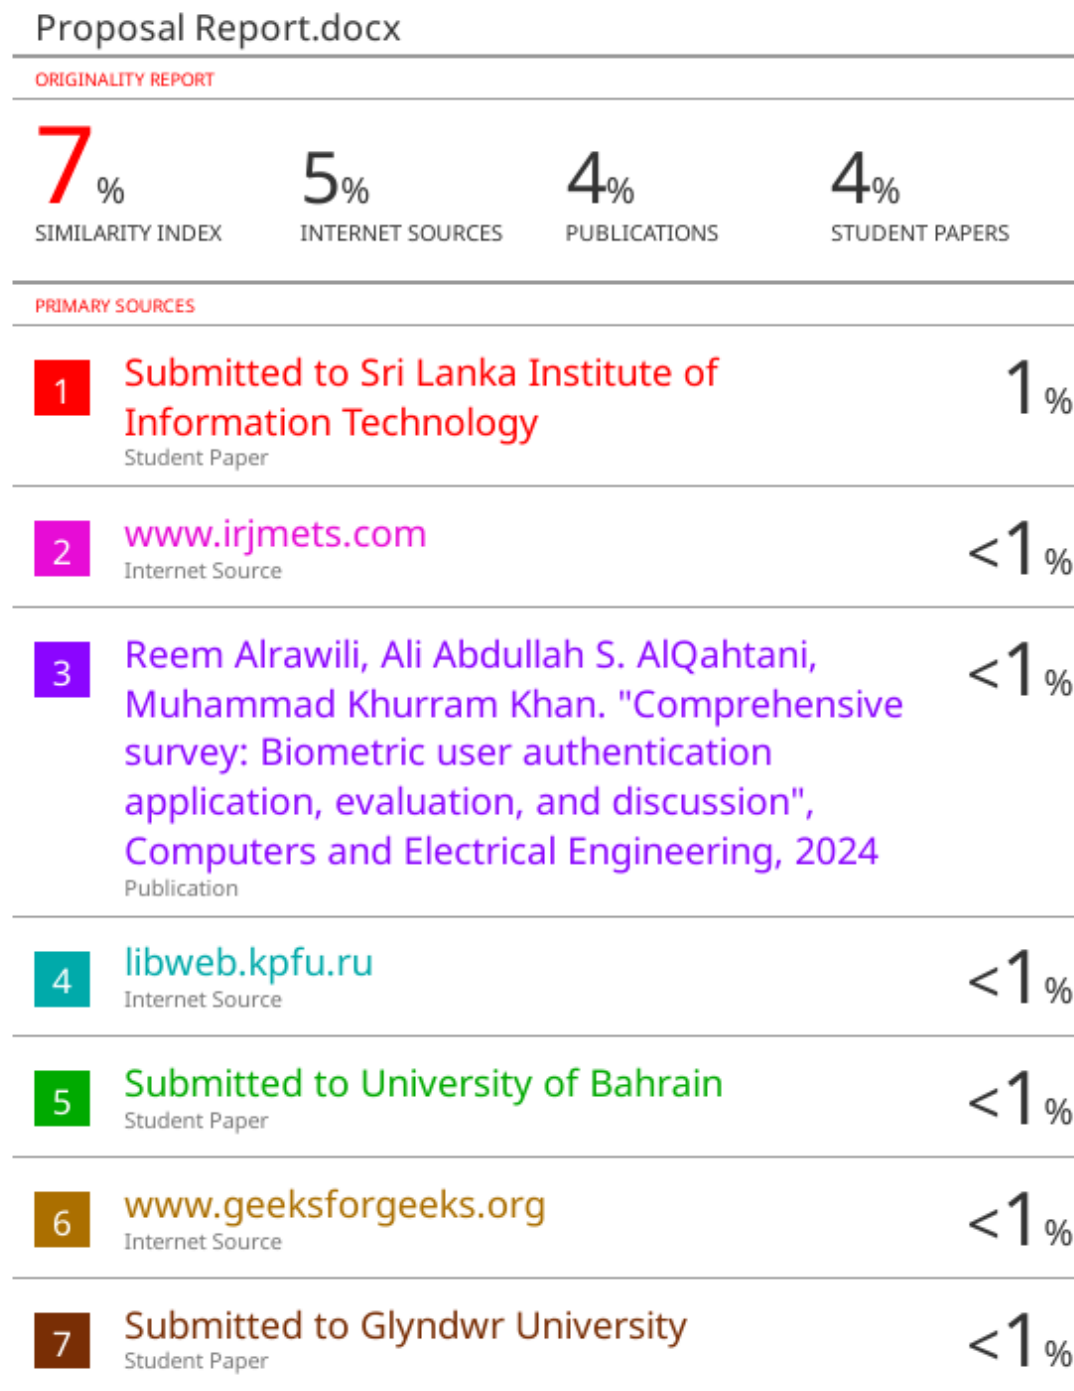 Proposal Report.docx
ORIGINALITY REPORT
7% 5% 4% 4%
SIMILARITY INDEX INTERNET SOURCES PUBLICATIONS STUDENT PAPERS
PRIMARY SOURCES
1 Submitted to Sri Lanka Institute of 1%
Information Technology
Student Paper
2 www.irjmets.com <1%
Internet Source
3 Reem Alrawili, Ali Abdullah S. AlQahtani, <1%
Muhammad Khurram Khan. "Comprehensive
survey: Biometric user authentication
application, evaluation, and discussion",
Computers and Electrical Engineering, 2024
Publication
4 libweb.kpfu.ru <1%
Internet Source
5 Submitted to University of Bahrain <1%
Student Paper
6 www.geeksforgeeks.org <1%
Internet Source
7 Submitted to Glyndwr University <1%
Student Paper